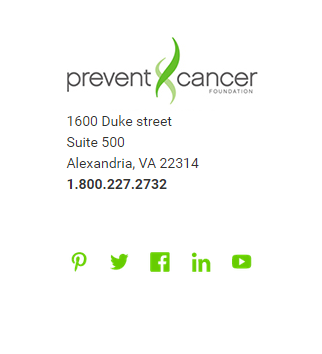 prevent cancer
FOUNDATION
1600 Duke street
Suite 500
Alexandria, VA 22314
1.800.227.2732